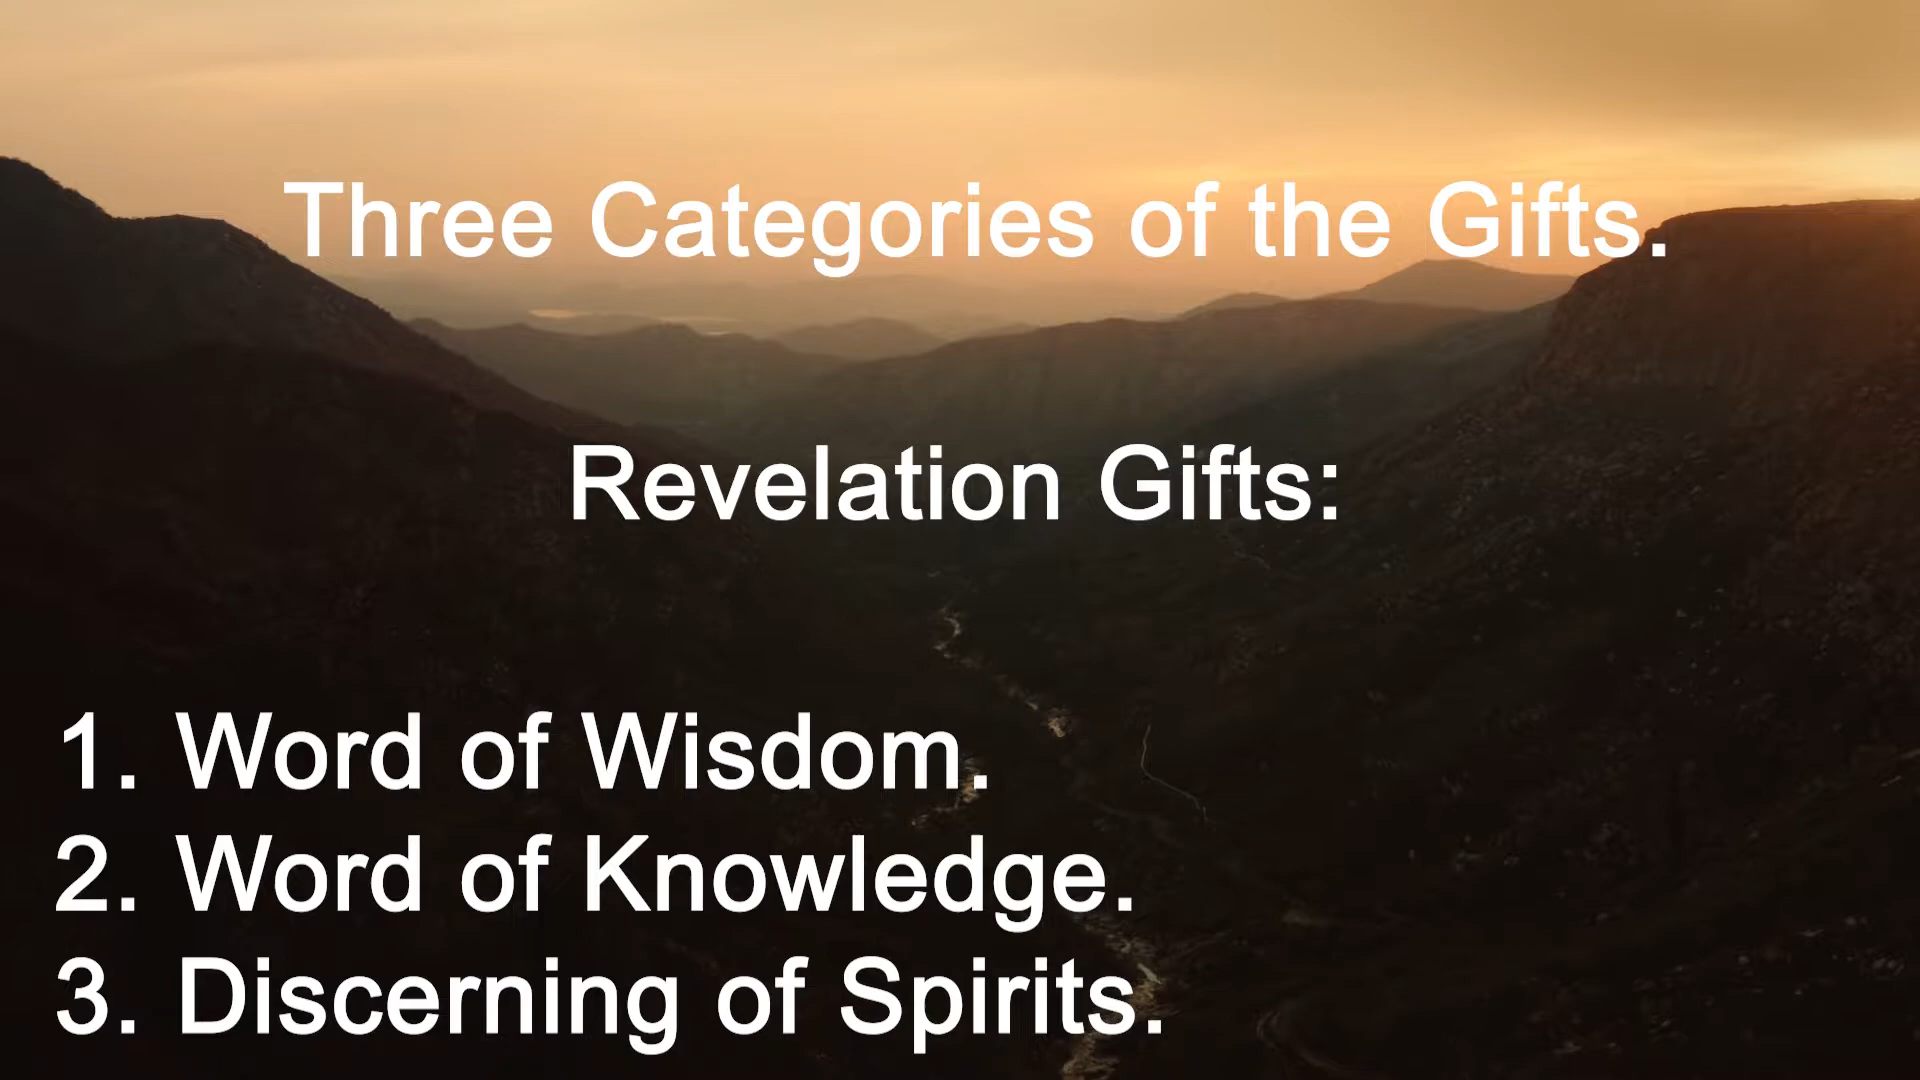 Three Categories of the Gifts.
Revelation Gifts:
1. Word of Wisdom.
2. Word of Knowledge.
3. Discerning of Spirits.